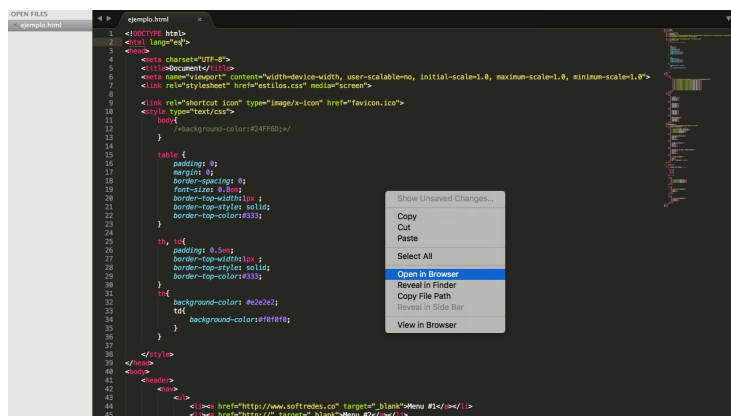 OPEN FILES
× ejemplo.html
ejemplo.html ×
1 <!DOCTYPE html>
2 <html lang="es">
3 <head>
4 <meta charset="UTF-8">
5 <title>Document</title>
6 <meta name="viewport" content="width=device-width, user-scalable=no, initial-scale=1.0, maximum-scale=1.0, minimum-scale=1.0">
7 <link rel="stylesheet" href="estilos.css" media="screen">
8
9 <link rel="shortcut icon" type="image/x-icon" href="favicon.ico">
10 <style type="text/css">
11 body{
12 /*background-color:#24FF6D;*/
13 }
14
15 table {
16 padding: 0;
17 margin: 0;
18 border-spacing: 0;
19 font-size: 0.8em;
20 border-top-width:1px ;
21 border-top-style: solid;
22 border-top-color:#333;
23 }
24
25 th, td{
26 padding: 0.5em;
27 border-top-width:1px ;
28 border-top-style: solid;
29 border-top-color:#333;
30 }
31 th{
32 background-color: #e2e2e2;
33 td{
34 background-color:#f0f0f0;
35 }
36 }
37
38 </style>
39 </head>
40 <body>
41 <header>
42 <nav>
43 <ul>
44 <li><a href="http://www.softredes.co" target="_blank">Menu #1</a></li>
45 <li><a href="http://" target="_blank">Menu #2</a></li>
Show Unsaved Changes...
Copy
Cut
Paste
Select All
Open in Browser
Reveal in Finder
Copy File Path
Reveal in Side Bar
View in Browser